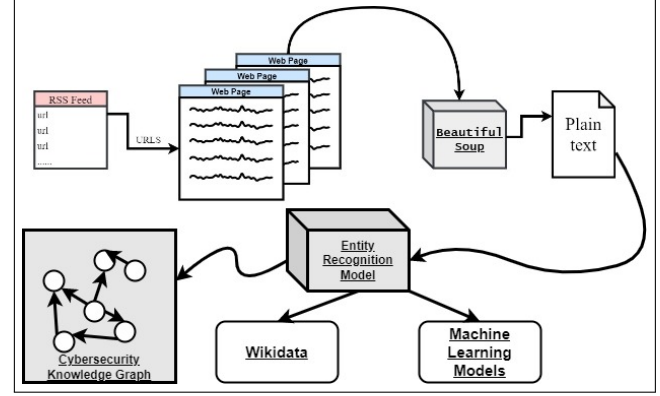 Web Page
Web Page
Web Page
RSS Feed
url
url
url
......
URLS
Beautiful
Soup
Plain
text
Entity
Recognition
Model
Cybersecurity
Knowledge Graph
Wikidata
Machine
Learning
Models